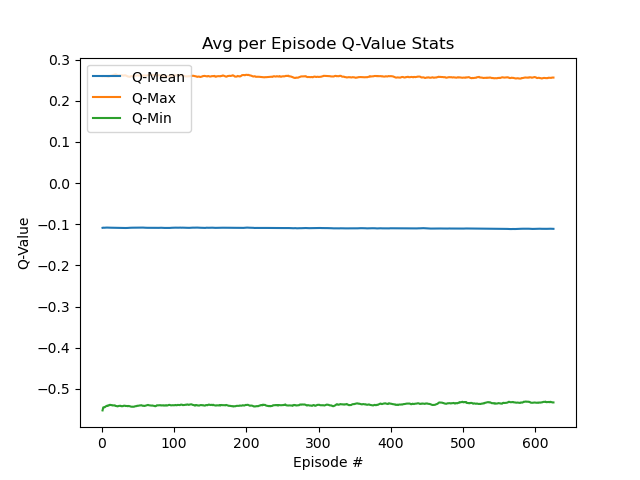 Avg per Episode Q-Value Stats
0.3
0.2
0.1
0.0
−0.1
−0.2
−0.3
−0.4
−0.5
Q-Value
Q-Mean
Q-Max
Q-Min
0 100 200 300 400 500 600
Episode #